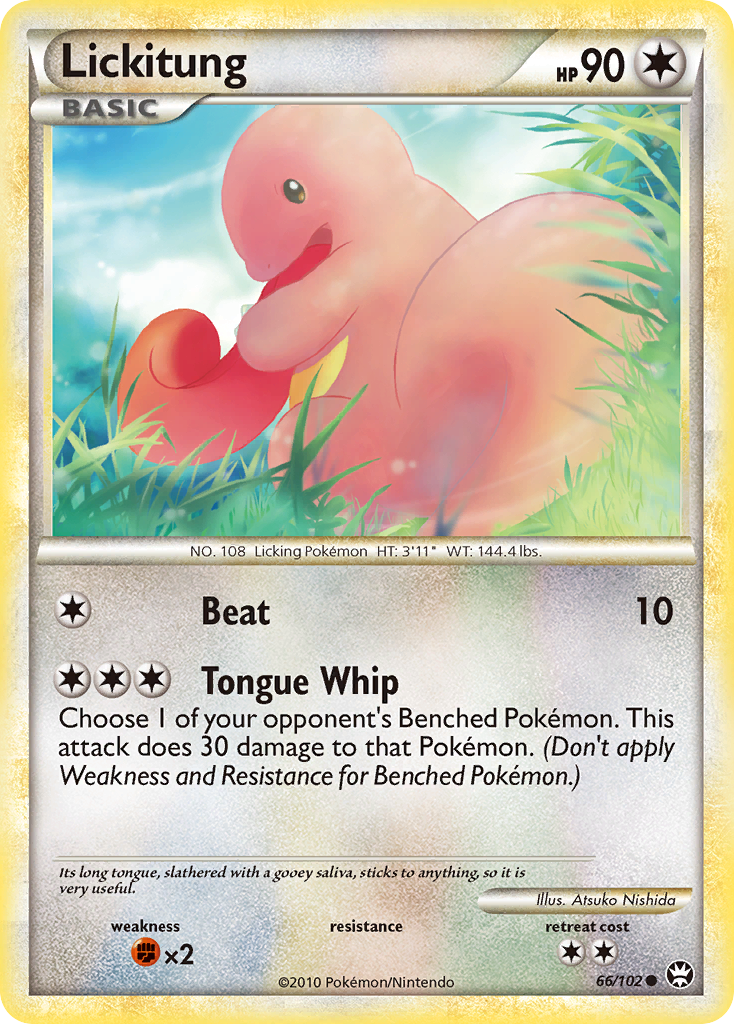 Lickitung
HP 90
BASIC
NO. 108 Licking Pokémon HT: 3'11" WT: 144.4 lbs.
Beat 10
Tongue Whip
Choose 1 of your opponent's Benched Pokémon. This
attack does 30 damage to that Pokémon. (Don't apply
Weakness and Resistance for Benched Pokémon.)
Its long tongue, slathered with a gooey saliva, sticks to anything, so it is
very useful.
Illus. Atsuko Nishida
weakness resistance retreat cost
×2
©2010 Pokémon/Nintendo 66/102